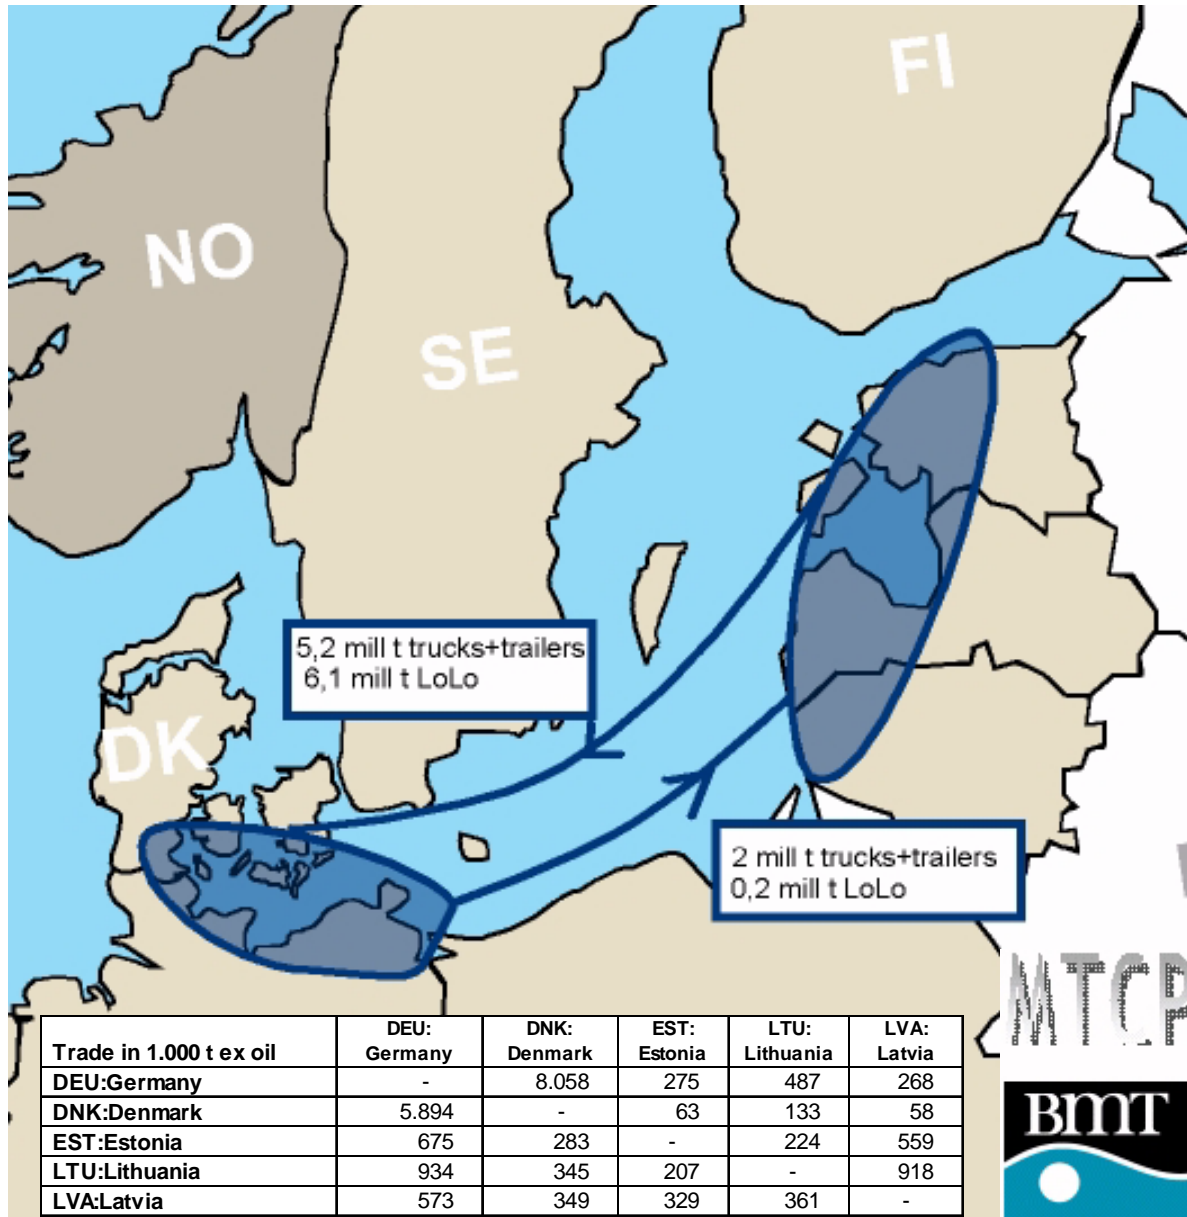 FI
NO
SE
5,2 mill t trucks+trailers
6,1 mill t LoLo
DK
2 mill t trucks+trailers
0,2 mill t LoLo
MTCP
Trade in 1.000 t ex oil DEU: Germany DNK: Denmark EST: Estonia LTU: Lithuania LVA: Latvia
DEU:Germany - 8.058 275 487 268
DNK:Denmark 5.894 - 63 133 58
EST:Estonia 675 283 - 224 559
LTU:Lithuania 934 345 207 - 918
LVA:Latvia 573 349 329 361 -
BMT